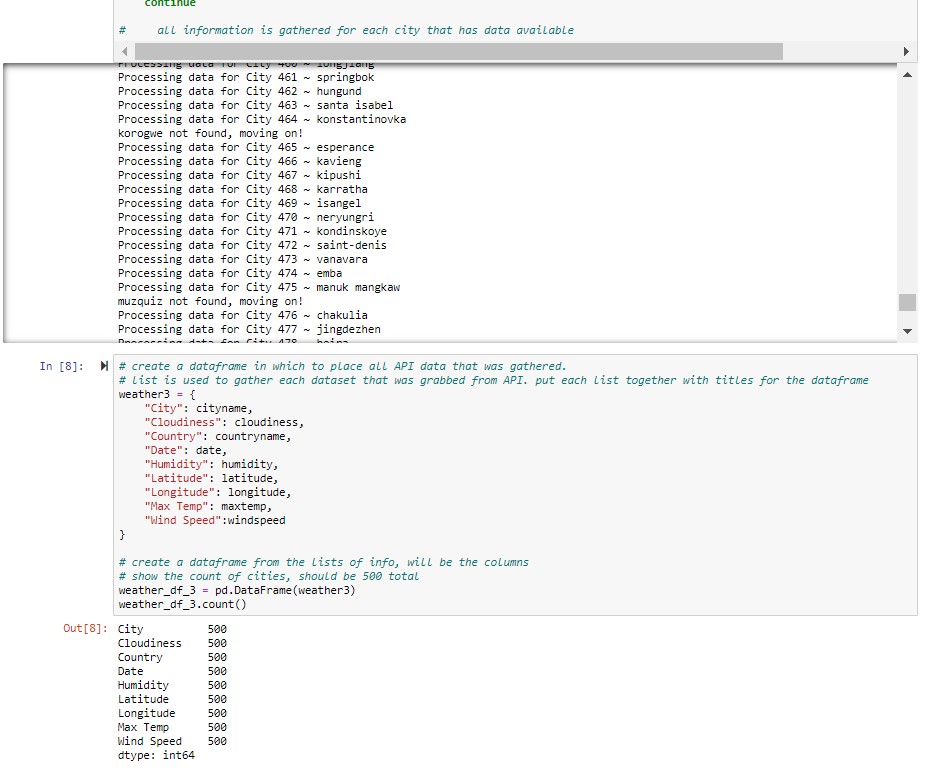 continue
#     all information is gathered for each city that has data available
Processing data for City 460 ~ longjiang
Processing data for City 461 ~ springbok
Processing data for City 462 ~ hungund
Processing data for City 463 ~ santa isabel
Processing data for City 464 ~ konstantinovka
korogwe not found, moving on!
Processing data for City 465 ~ esperance
Processing data for City 466 ~ kavieng
Processing data for City 467 ~ kipushi
Processing data for City 468 ~ karratha
Processing data for City 469 ~ isangel
Processing data for City 470 ~ neryungri
Processing data for City 471 ~ kondinskoye
Processing data for City 472 ~ saint-denis
Processing data for City 473 ~ vanavara
Processing data for City 474 ~ emba
Processing data for City 475 ~ manuk mangkaw
muzquiz not found, moving on!
Processing data for City 476 ~ chakulia
Processing data for City 477 ~ jingdezhen
Processing data for City 478
In [8]:
# create a dataframe in which to place all API data that was gathered.
# list is used to gather each dataset that was grabbed from API. put each list together with titles for the dataframe
weather3 = {
    "City": cityname,
    "Cloudiness": cloudiness,
    "Country": countryname,
    "Date": date,
    "Humidity": humidity,
    "Latitude": latitude,
    "Longitude": longitude,
    "Max Temp": maxtemp,
    "Wind Speed":windspeed
}
# create a dataframe from the lists of info, will be the columns
# show the count of cities, should be 500 total
weather_df_3 = pd.DataFrame(weather3)
weather_df_3.count()
Out[8]: City          500
Cloudiness    500
Country       500
Date          500
Humidity      500
Latitude      500
Longitude     500
Max Temp      500
Wind Speed    500
dtype: int64